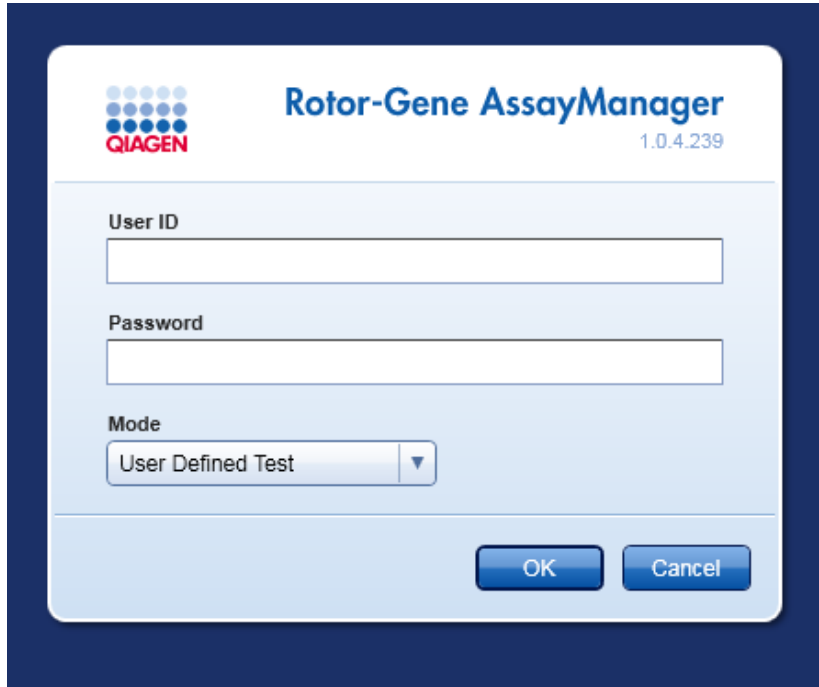 QIAGEN
Rotor-Gene AssayManager
1.0.4.239
User ID
Password
Mode
User Defined Test
OK
Cancel